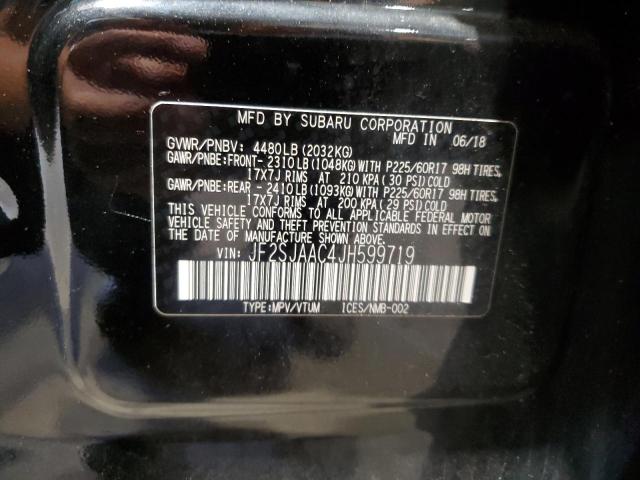 MFD BY SUBARU CORPORATION
GVWR/PNBV: 4480LB (2032KG) MFD IN 06/18
GAWR/PNBE:FRONT- 2310LB(1048KG)WITH P225/60R17 98H TIRES,
17X7J RIMS AT 210 KPA(30 PSI)COLD
GAWR/PNBE:REAR - 2410LB(1093KG)WITH P225/60R17 98H TIRES,
17X7J RIMS AT 200 KPA(29 PSI)COLD
THIS VEHICLE CONFORMS TO ALL APPLICABLE FEDERAL MOTOR
VEHICLE SAFETY AND THEFT PREVENTION STANDARDS IN EFFECT ON
THE DATE OF MANUFACTURE SHOWN ABOVE.
VIN: JF2SJAAC4JH599719
TYPE:MPV/VTUM ICES/NMB-002